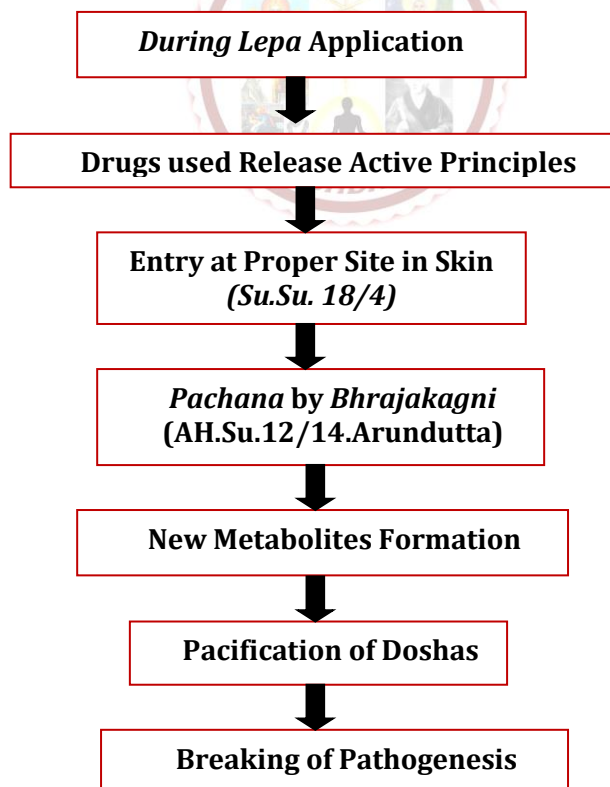 During Lepa Application
Drugs used Release Active Principles
Entry at Proper Site in Skin
(Su.Su. 18/4)
Pachana by Bhrajakagni
(AH.Su.12/14.Arundutta)
New Metabolites Formation
Pacification of Doshas
Breaking of Pathogenesis